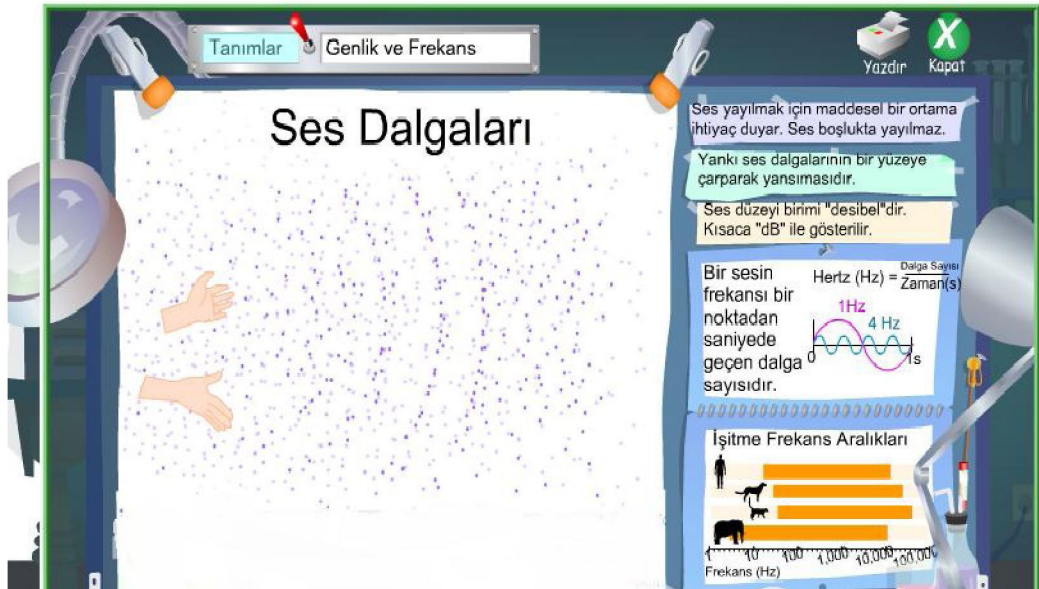 Tanımlar
Genlik ve Frekans
Yazdır
Kapat
Ses Dalgaları
Ses yayılmak için maddesel bir ortama
ihtiyaç duyar. Ses boşlukta yayılmaz.
Yankı ses dalgalarının bir yüzeye
çarparak yansımasıdır.
Ses düzeyi birimi "desibel"dir.
Kısaca "dB" ile gösterilir.
Bir sesin
frekansı bir
noktadan
saniyede
geçen dalga
sayısıdır.
Hertz (Hz) = Dalga Sayısı
Zaman(s)
1Hz
4 Hz
0
1s
İşitme Frekans Aralıkları
1 10 100 1,000 10,000 100,000
Frekans (Hz)